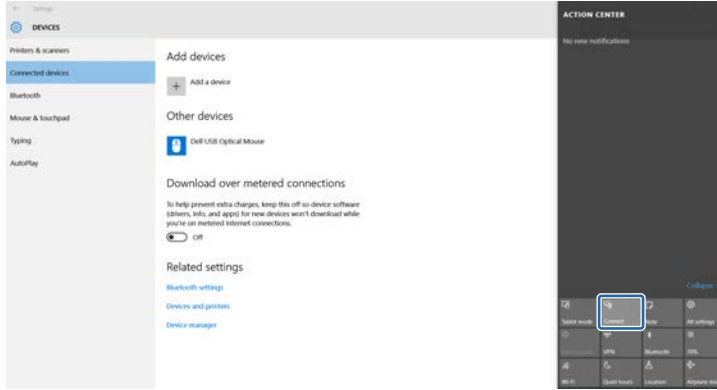 Settings
DEVICES
Printers & scanners
Connected devices
Bluetooth
Mouse & touchpad
Typing
AutoPlay
Add devices
Add a device
Other devices
Dell USB Optical Mouse
Download over metered connections
To help prevent extra charges, keep this off so device software
(drivers, info, and apps) for new devices won't download while
you're on metered Internet connections.
Off
Related settings
Bluetooth settings
Devices and printers
Device manager
ACTION CENTER
No new notifications
Collapse
Tablet mode Connect Note All settings
VPN Bluetooth 70%
Wi-Fi Quiet hours Location Airplane mo